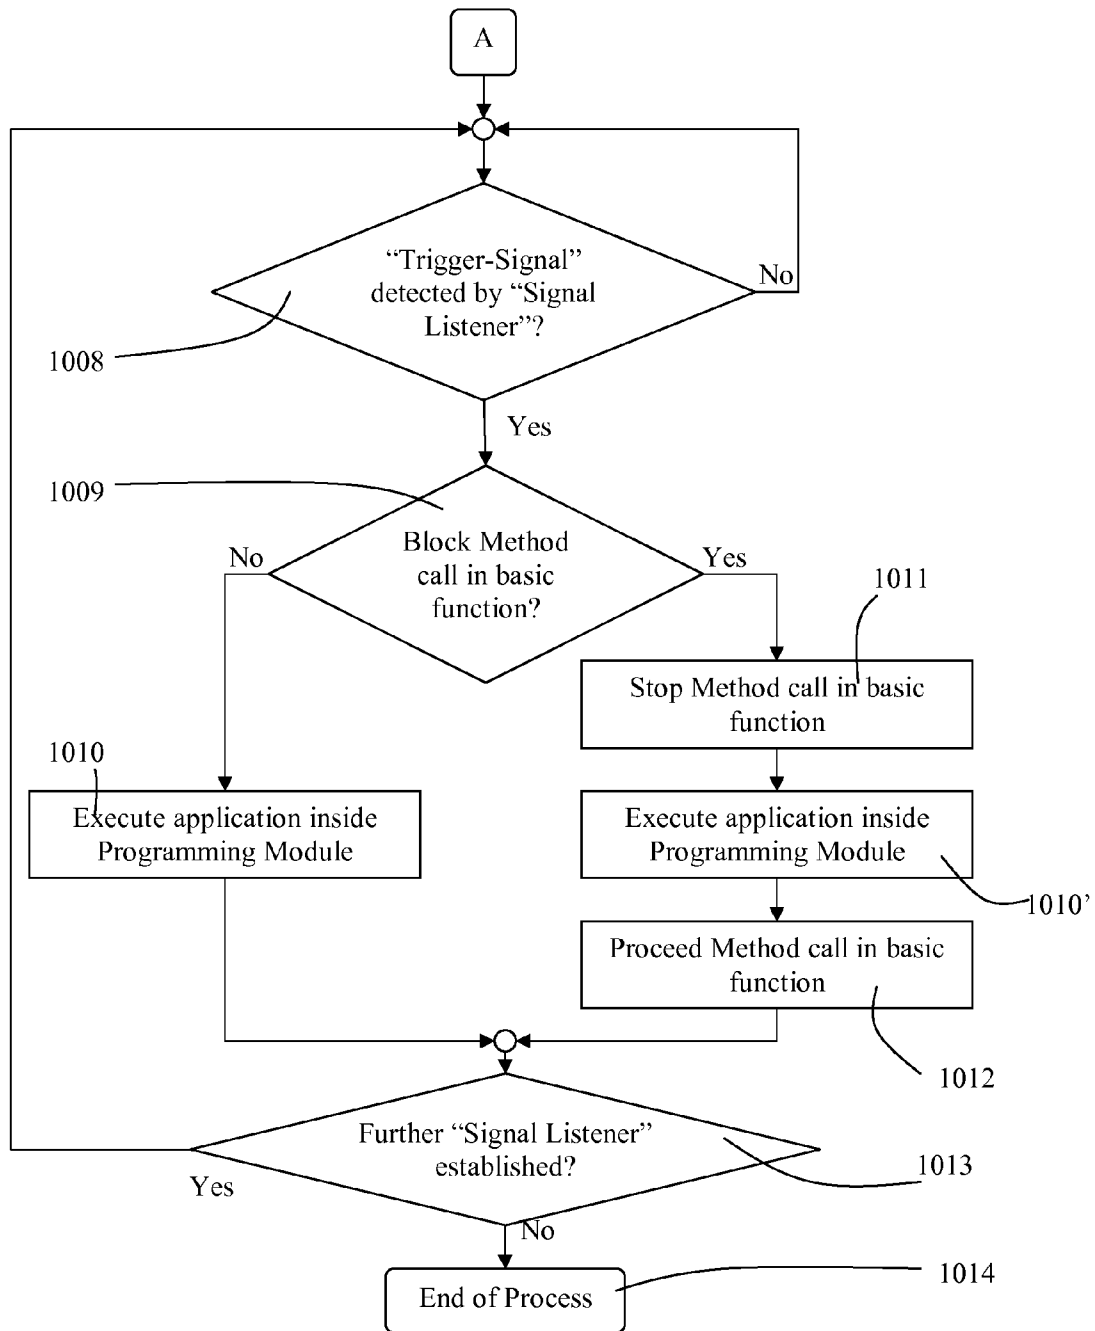 A
“Trigger-Signal”
detected by “Signal
Listener”?
No
1008
Yes
1009
Block Method
call in basic
function?
No
Yes
1011
Stop Method call in basic
function
1010
Execute application inside
Programming Module
Execute application inside
Programming Module
1010’
Proceed Method call in basic
function
1012
Further “Signal Listener”
established?
1013
Yes
No
End of Process
1014